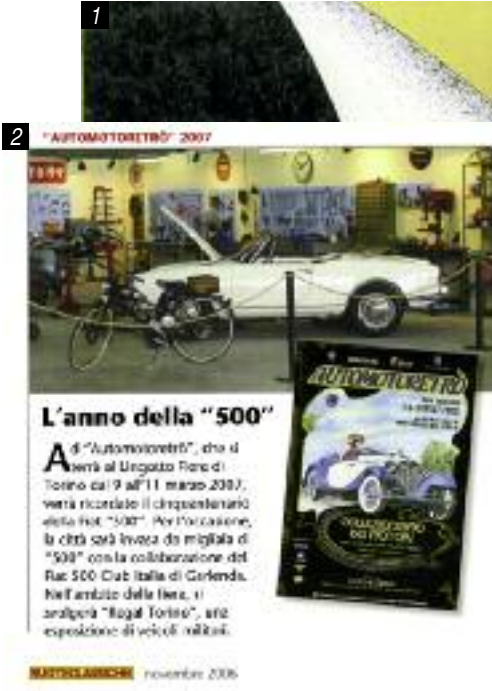 1
2
"AUTOMOTORETRÒ" 2007
L'anno della "500"
Ad "Automotoretrò", che si
terrà al Lingotto Fiere di
Torino dal 9 all'11 marzo 2007,
verrà ricordato il cinquantenario
della Fiat "500". Per l'occasione,
la città sarà invasa da migliaia di
"500" con la collaborazione del
Fiat 500 Club Italia di Garlenda.
Nell'ambito della fiera, si
svolgerà "Regal Torino", una
esposizione di veicoli militari.
AUTOMOTORETRÒ
novembre 2006